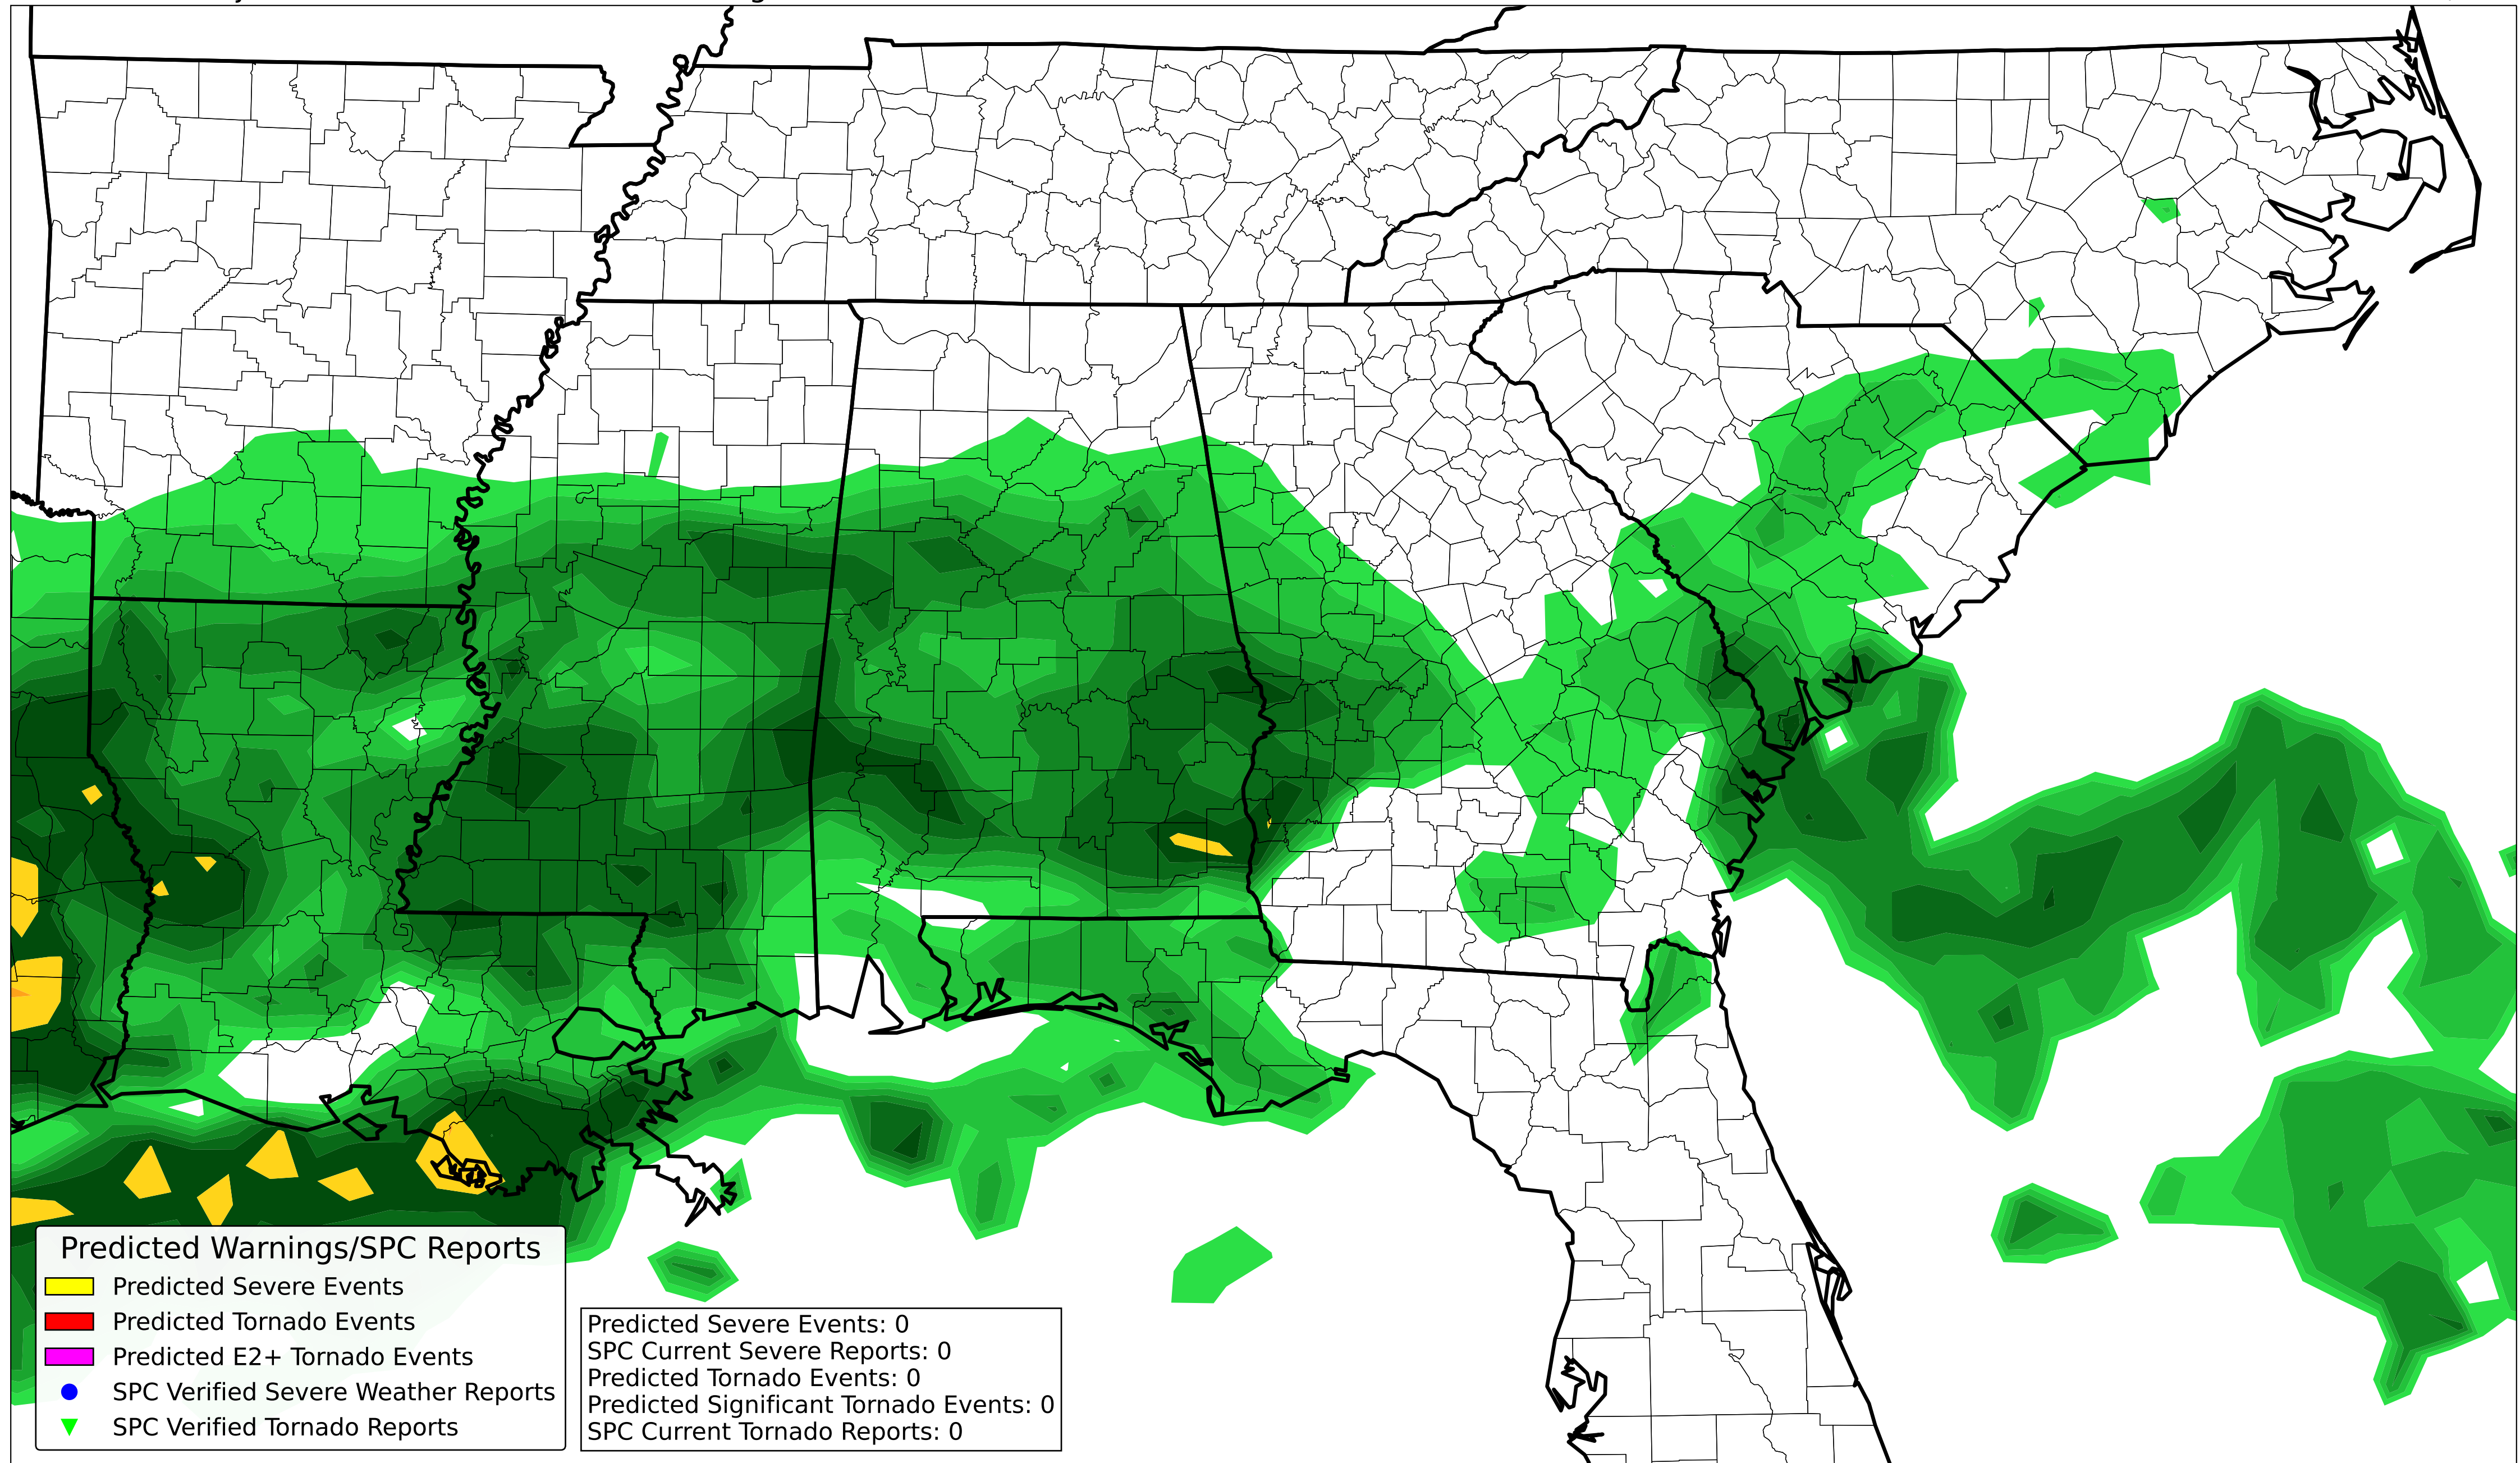 Predicted Warnings/SPC Reports
Predicted Severe Events
Predicted Tornado Events
Predicted E2+ Tornado Events
SPC Verified Severe Weather Reports
SPC Verified Tornado Reports
Predicted Severe Events: 0
SPC Current Severe Reports: 0
Predicted Tornado Events: 0
Predicted Significant Tornado Events: 0
SPC Current Tornado Reports: 0